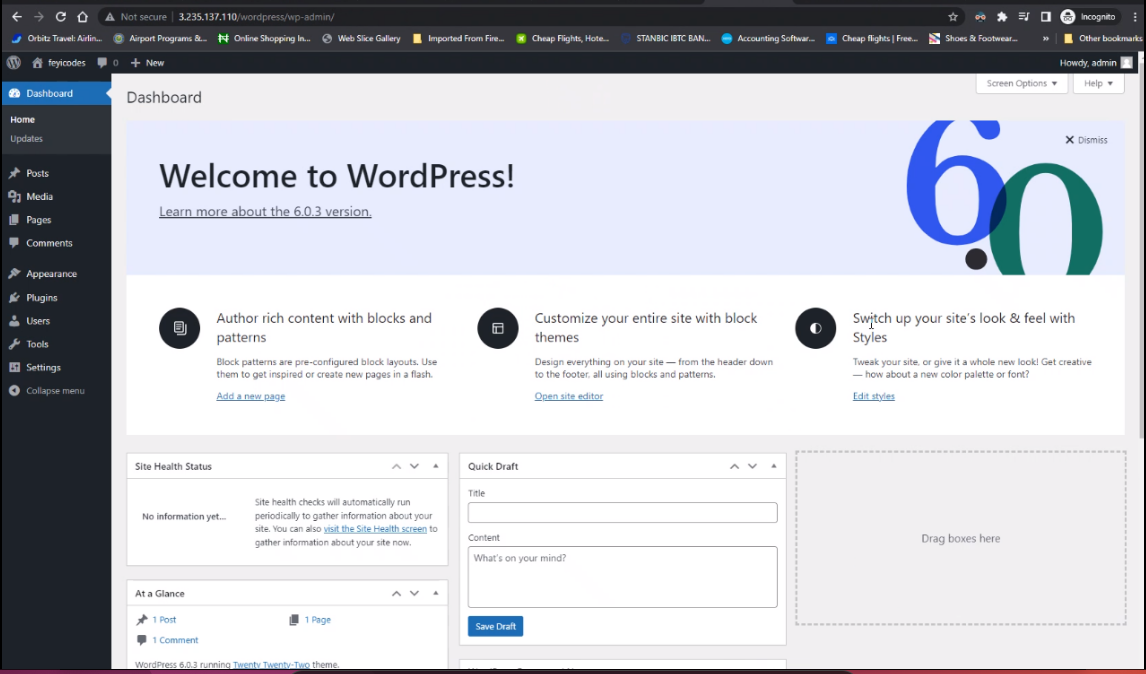 Not secure | 3.235.137.110/wordpress/wp-admin/
Incognito
Orbitz Travel: Airlin...
Airport Programs &...
Online Shopping In...
Web Slice Gallery
Imported From Fire...
Cheap Flights, Hote...
STANBIC IBTC BAN...
Accounting Softwar...
Cheap flights | Free...
Shoes & Footwear...
»
Other bookmarks
feyicodes
0
+ New
Howdy, admin
Dashboard
Home
Updates
Posts
Media
Pages
Comments
Appearance
Plugins
Users
Tools
Settings
Collapse menu
Dashboard
Screen Options
Help
Welcome to WordPress!
Learn more about the 6.0.3 version.
6.0
Dismiss
Author rich content with blocks and
patterns
Block patterns are pre-configured block layouts. Use
them to get inspired or create new pages in a flash.
Add a new page
Customize your entire site with block
themes
Design everything on your site — from the header down
to the footer, all using blocks and patterns.
Open site editor
Switch up your site's look & feel with
Styles
Tweak your site, or give it a whole new look! Get creative
— how about a new color palette or font?
Edit styles
Site Health Status
No information yet...
Site health checks will automatically run
periodically to gather information about your
site. You can also visit the Site Health screen to
gather information about your site now.
At a Glance
1 Post
1 Page
1 Comment
WordPress 6.0.3 running Twenty Twenty-Two theme.
Quick Draft
Title
Content
What's on your mind?
Save Draft
Drag boxes here